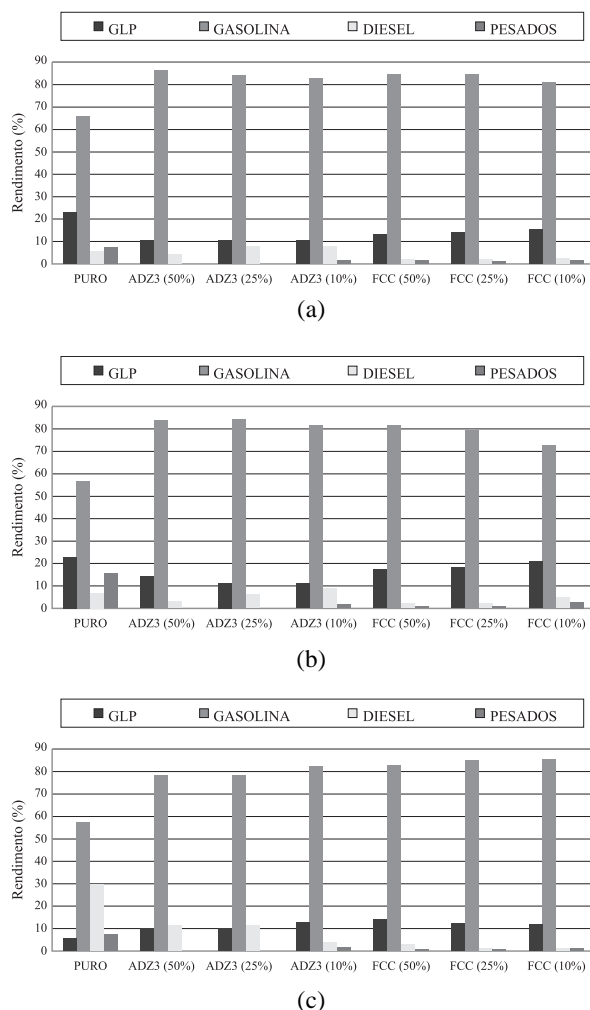 GLP GASOLINA DIESEL PESADOS
90
80
70
60
50
40
30
20
10
0
Rendimento (%)
PURO ADZ3 (50%) ADZ3 (25%) ADZ3 (10%) FCC (50%) FCC (25%) FCC (10%)
(a)
GLP GASOLINA DIESEL PESADOS
90
80
70
60
50
40
30
20
10
0
Rendimento (%)
PURO ADZ3 (50%) ADZ3 (25%) ADZ3 (10%) FCC (50%) FCC (25%) FCC (10%)
(b)
GLP GASOLINA DIESEL PESADOS
90
80
70
60
50
40
30
20
10
0
Rendimento (%)
PURO ADZ3 (50%) ADZ3 (25%) ADZ3 (10%) FCC (50%) FCC (25%) FCC (10%)
(c)